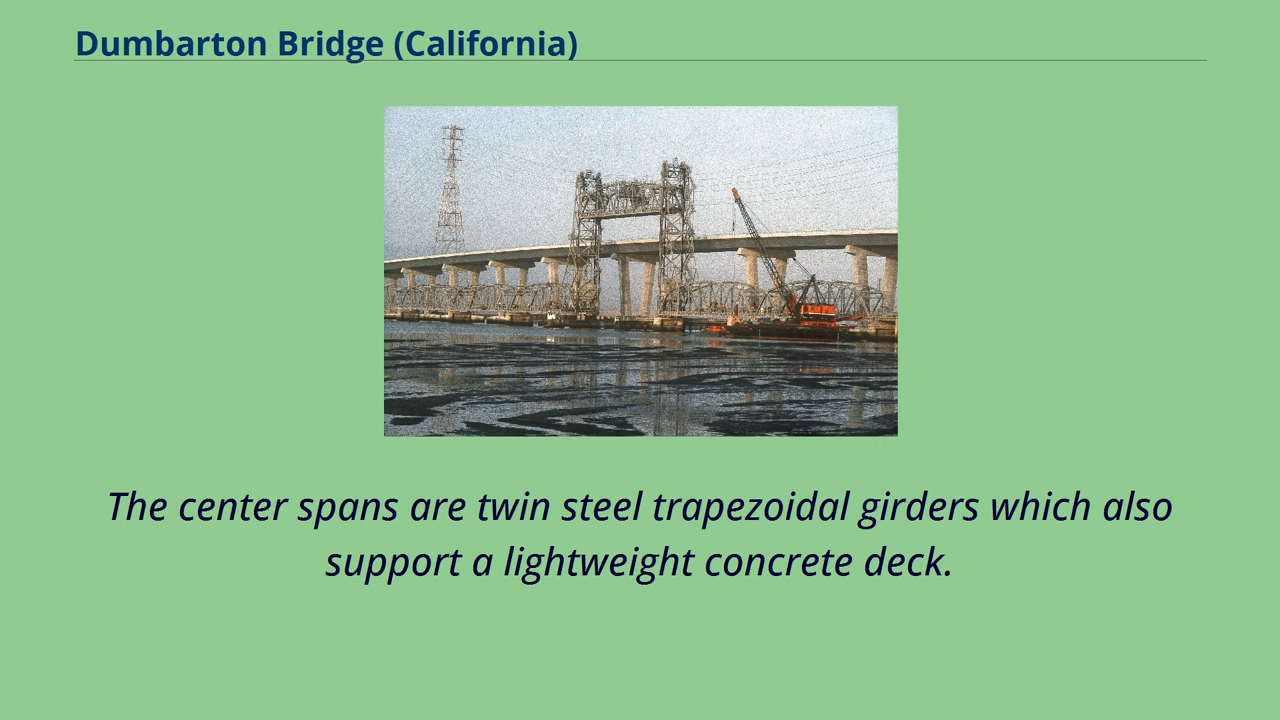 Dumbarton Bridge (California)
The center spans are twin steel trapezoidal girders which also
support a lightweight concrete deck.